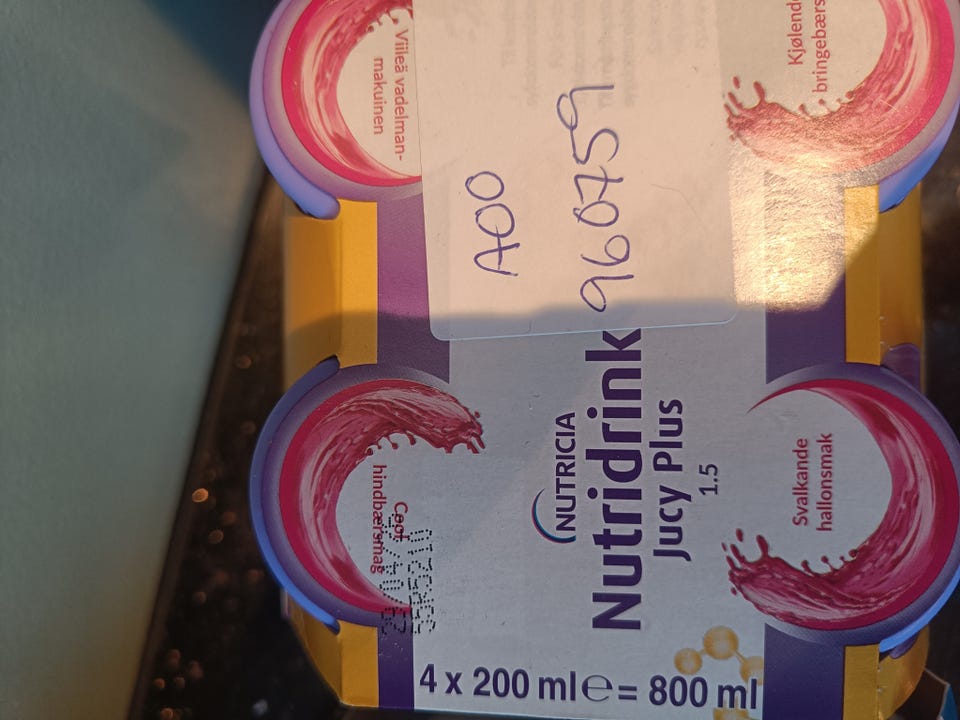 Viileä vadelman-
makuinen
Kjølende
bringebærs
A00
960759
NUTRICIA
Nutridrink
Jucy Plus
1.5
Cool
hindbærsmag
Svalkande
hallonsmak
4 x 200 ml e = 800 ml